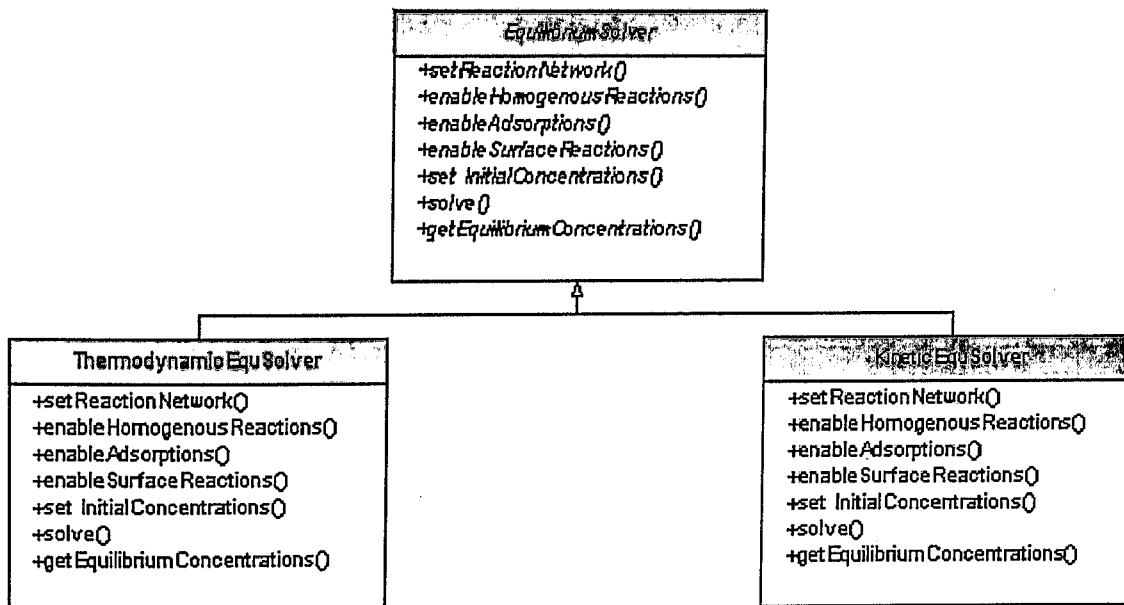 EquilibriumSolver
+setReactionNetwork()
+enableHomogenousReactions()
+enableAdsorptions()
+enableSurfaceReactions()
+set InitialConcentrations()
+solve()
+getEquilibriumConcentrations()
ThermodynamicEquSolver
+setReactionNetwork()
+enableHomogenousReactions()
+enableAdsorptions()
+enableSurfaceReactions()
+set InitialConcentrations()
+solve()
+getEquilibriumConcentrations()
KineticEquSolver
+setReactionNetwork()
+enableHomogenousReactions()
+enableAdsorptions()
+enableSurfaceReactions()
+set InitialConcentrations()
+solve()
+getEquilibriumConcentrations()